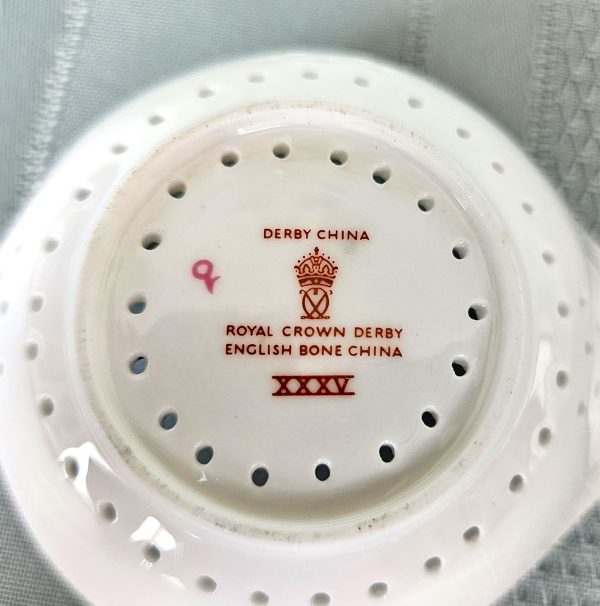 DERBY CHINA
ROYAL CROWN DERBY
ENGLISH BONE CHINA
XXXV